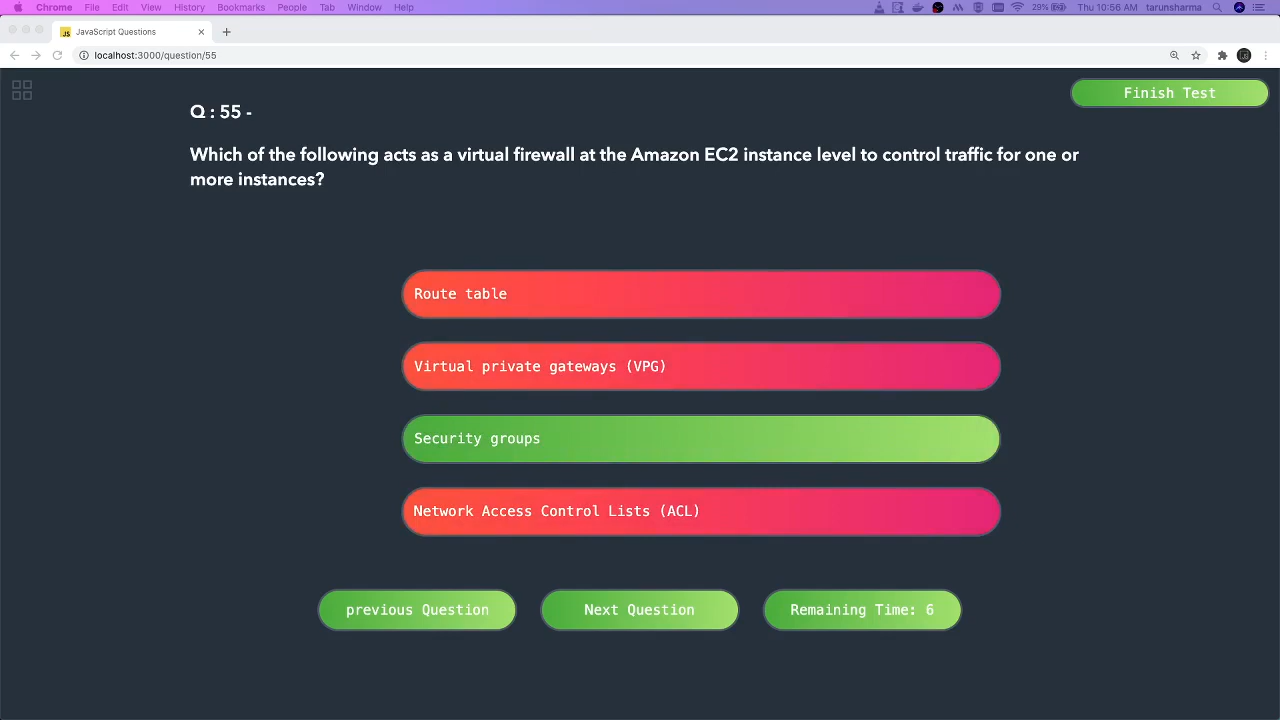 Chrome File Edit View History Bookmarks People Tab Window Help 29% Thu 10:56 AM tarunsharma
JS JavaScript Questions
localhost:3000/question/55
Finish Test
Q : 55 -
Which of the following acts as a virtual firewall at the Amazon EC2 instance level to control traffic for one or
more instances?
Route table
Virtual private gateways (VPG)
Security groups
Network Access Control Lists (ACL)
previous Question Next Question Remaining Time: 6